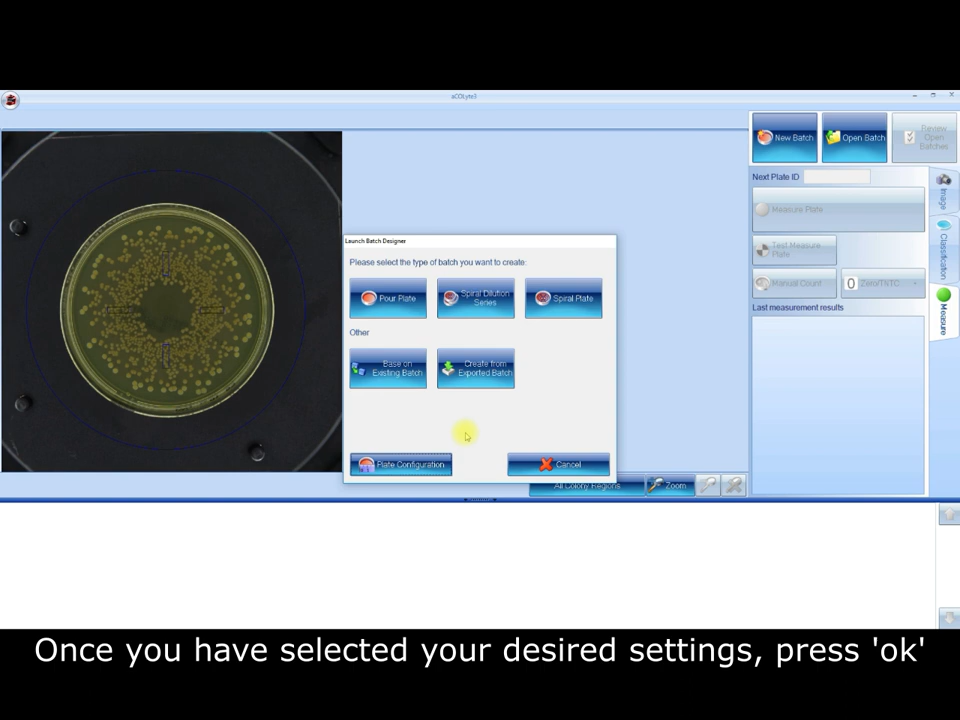 aCOLyte3
New Batch
Open Batch
Review
Open
Batches
Next Plate ID
Measure Plate
Test Measure
Plate
Manual Count
0 Zero/TNTC
Last measurement results
Image
Classification
Measure
Launch Batch Designer
Please select the type of batch you want to create:
Pour Plate
Spiral Dilution
Series
Spiral Plate
Other
Base on
Existing Batch
Create from
Exported Batch
Plate Configuration
Cancel
All Colony Regions
Zoom
Once you have selected your desired settings, press 'ok'